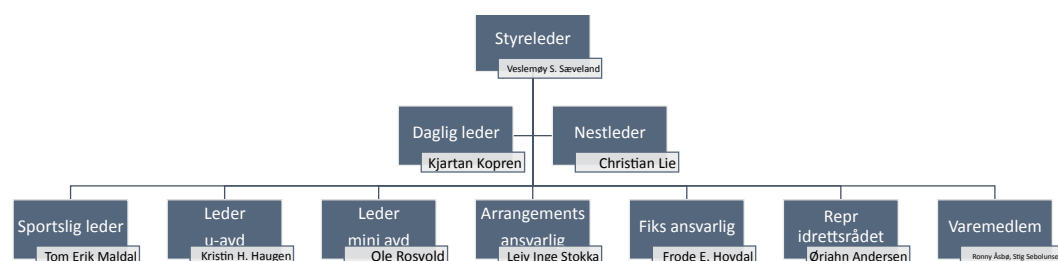 Styreleder
Veslemøy S. Sæveland
Daglig leder
Kjartan Kopren
Nestleder
Christian Lie
Sportslig leder
Tom Erik Maldal
Leder
u-avd
Kristin H. Haugen
Leder
mini avd
Ole Rosvold
Arrangements
ansvarlig
Leiv Inge Stokka
Fiks ansvarlig
Frode E. Hovdal
Repr
idrettsrådet
Ørjahn Andersen
Varemedlem
Ronny Åsbø, Stig Sebolunse